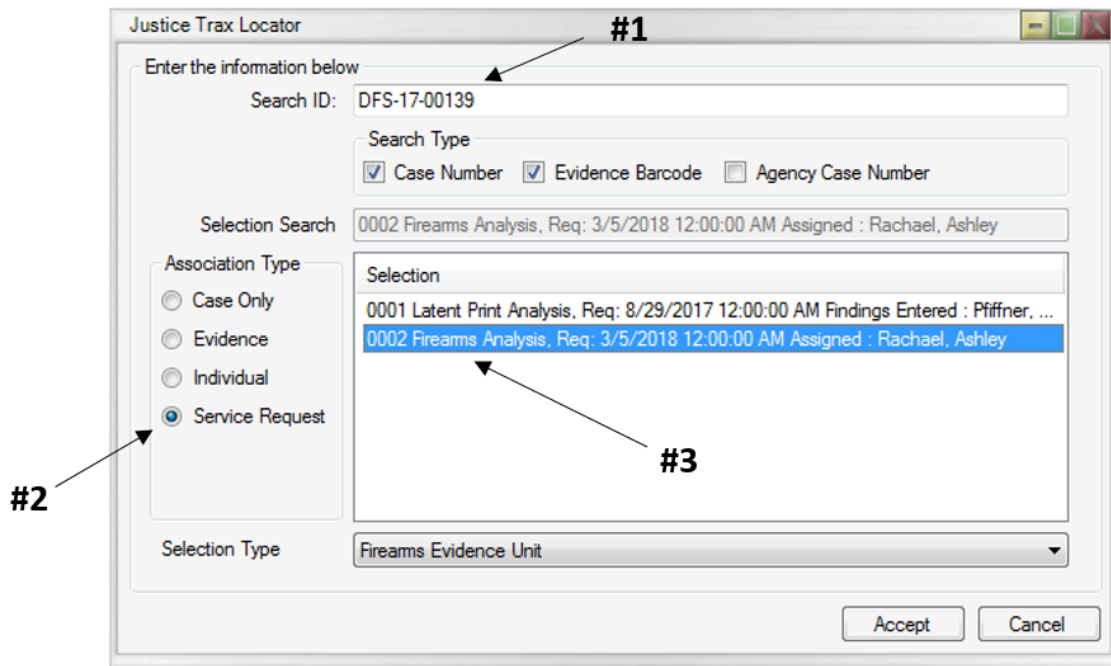 Justice Trax Locator
#1
Enter the information below
Search ID: DFS-17-00139
Search Type
Case Number Evidence Barcode Agency Case Number
Selection Search 0002 Firearms Analysis, Req: 3/5/2018 12:00:00 AM Assigned : Rachael, Ashley
Association Type
Case Only
Evidence
Individual
Service Request
Selection
0001 Latent Print Analysis, Req: 8/29/2017 12:00:00 AM Findings Entered : Pfiffner, ...
0002 Firearms Analysis, Req: 3/5/2018 12:00:00 AM Assigned : Rachael, Ashley
#3
#2
Selection Type Firearms Evidence Unit
Accept Cancel